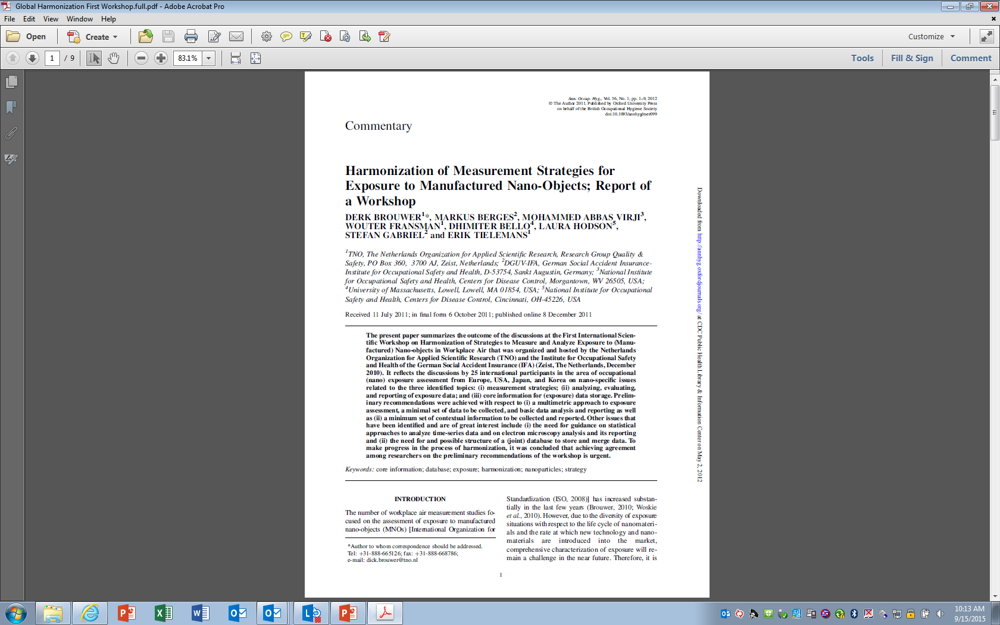 Global Harmonization First Workshop.full.pdf - Adobe Acrobat Pro
File Edit View Window Help
Open Create Customize
1 / 9 83.1% Tools Fill & Sign Comment
Ann. Occup. Hyg., Vol. 56, No. 1, pp. 1–9, 2012
© The Author 2011. Published by Oxford University Press
on behalf of the British Occupational Hygiene Society
doi:10.1093/annhyg/mer099
Commentary
Harmonization of Measurement Strategies for
Exposure to Manufactured Nano-Objects; Report of
a Workshop
DERK BROUWER1*, MARKUS BERGES2, MOHAMMED ABBAS VIRJI3,
WOUTER FRANSMAN1, DHIMITER BELLO4, LAURA HODSON5,
STEFAN GABRIEL2 and ERIK TIELEMANS1
1TNO, The Netherlands Organization for Applied Scientific Research, Research Group Quality &
Safety, PO Box 360, 3700 AJ, Zeist, Netherlands; 2DGUV-IFA, German Social Accident Insurance-
Institute for Occupational Safety and Health, D-53754, Sankt Augustin, Germany; 3National Institute
for Occupational Safety and Health, Centers for Disease Control, Morgantown, WV 26505, USA;
4University of Massachusetts, Lowell, Lowell, MA 01854, USA; 5National Institute for Occupational
Safety and Health, Centers for Disease Control, Cincinnati, OH-45226, USA
Received 11 July 2011; in final form 6 October 2011; published online 8 December 2011
The present paper summarizes the outcome of the discussions at the First International Scien-
tific Workshop on Harmonization of Strategies to Measure and Analyze Exposure to (Manu-
factured) Nano-objects in Workplace Air that was organized and hosted by the Netherlands
Organization for Applied Scientific Research (TNO) and the Institute for Occupational Safety
and Health of the German Social Accident Insurance (IFA) (Zeist, The Netherlands, December
2010). It reflects the discussions by 25 international participants in the area of occupational
(nano) exposure assessment from Europe, USA, Japan, and Korea on nano-specific issues
related to the three identified topics: (i) measurement strategies; (ii) analyzing, evaluating,
and reporting of exposure data; and (iii) core information for (exposure) data storage. Prelim-
inary recommendations were achieved with respect to (i) a multimetric approach to exposure
assessment, a minimal set of data to be collected, and basic data analysis and reporting as well
as (ii) a minimum set of contextual information to be collected and reported. Other issues that
have been identified and are of great interest include (i) the need for guidance on statistical
approaches to analyze time-series data and on electron microscopy analysis and its reporting
and (ii) the need for and possible structure of a (joint) database to store and merge data. To
make progress in the process of harmonization, it was concluded that achieving agreement
among researchers on the preliminary recommendations of the workshop is urgent.
Keywords: core information; database; exposure; harmonization; nanoparticles; strategy
INTRODUCTION
The number of workplace air measurement studies fo-
cused on the assessment of exposure to manufactured
nano-objects (MNOs) [International Organization for
*Author to whom correspondence should be addressed.
Tel: +31-888-665126; fax: +31-888-668786;
e-mail: dick.brouwer@tno.nl
Standardization (ISO, 2008)] has increased substan-
tially in the last few years (Brouwer, 2010; Woskie
et al., 2010). However, due to the diversity of exposure
situations with respect to the life cycle of nanomateri-
als and the rate at which new technology and nano-
materials are introduced into the market,
comprehensive characterization of exposure will re-
main a challenge in the near future. Therefore, it is
1
Downloaded from http://annhyg.oxfordjournals.org/ at CDC Public Health Library & Information Center on May 2, 2012
10:13 AM
9/15/2015